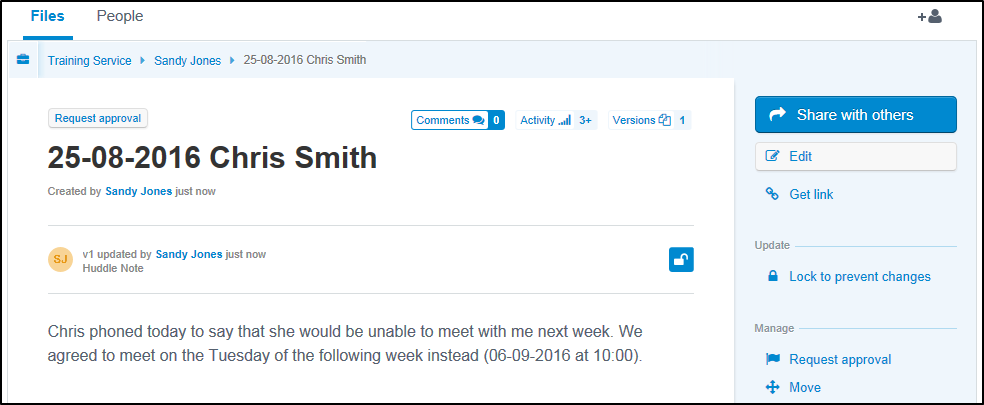 Files People
Training Service Sandy Jones 25-08-2016 Chris Smith
Request approval
Comments 0 Activity 3+ Versions 1
25-08-2016 Chris Smith
Created by Sandy Jones just now
SJ
v1 updated by Sandy Jones just now
Huddle Note
Chris phoned today to say that she would be unable to meet with me next week. We
agreed to meet on the Tuesday of the following week instead (06-09-2016 at 10:00).
Share with others
Edit
Get link
Update
Lock to prevent changes
Manage
Request approval
Move